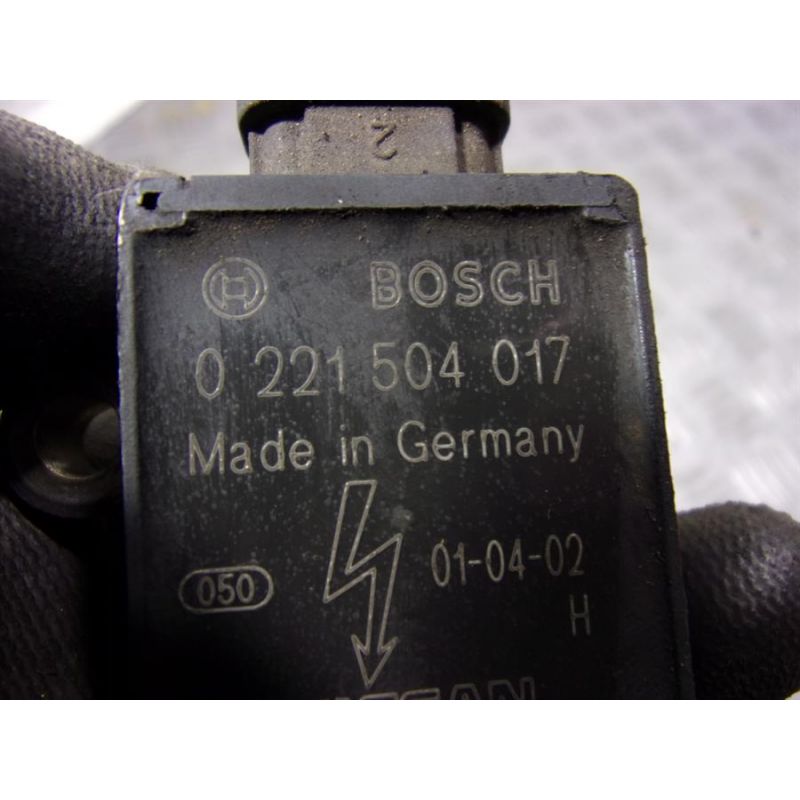 2
BOSCH
0 221 504 017
Made in Germany
050
01-04-02
H